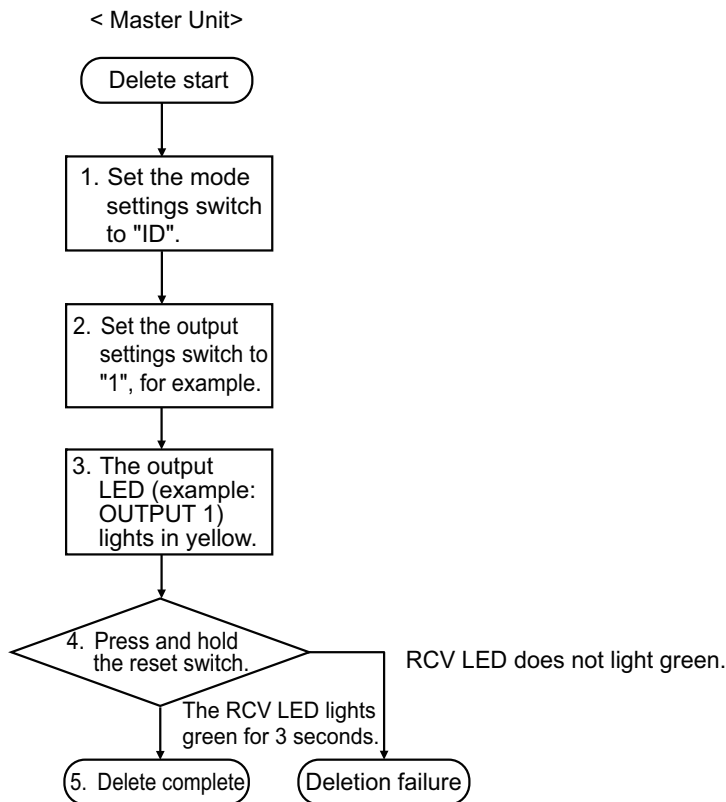 < Master Unit>
Delete start
1. Set the mode
settings switch
to "ID".
2. Set the output
settings switch to
"1", for example.
3. The output
LED (example:
OUTPUT 1)
lights in yellow.
4. Press and hold
the reset switch.
RCV LED does not light green.
The RCV LED lights
green for 3 seconds.
5. Delete complete
Deletion failure